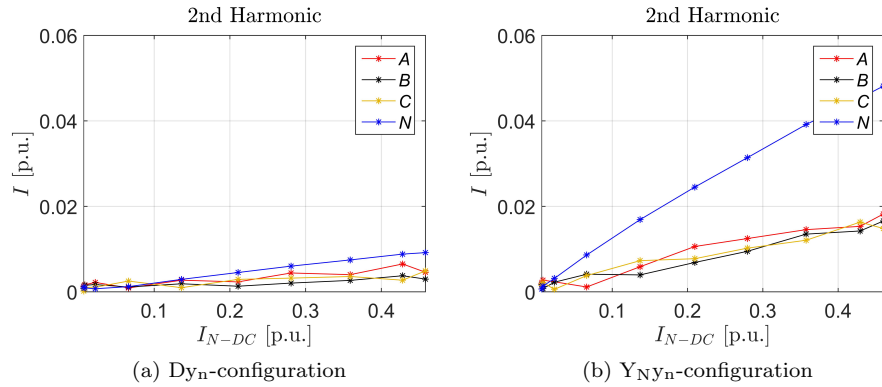 2nd Harmonic
0.06
0.04
0.02
0
I [p.u.]
A
B
C
N
0.1
0.2
0.3
0.4
I_{N-DC} [p.u.]
(a) Dy_n-configuration
2nd Harmonic
0.06
0.04
0.02
0
I [p.u.]
A
B
C
N
0.1
0.2
0.3
0.4
I_{N-DC} [p.u.]
(b) Y_Ny_n-configuration